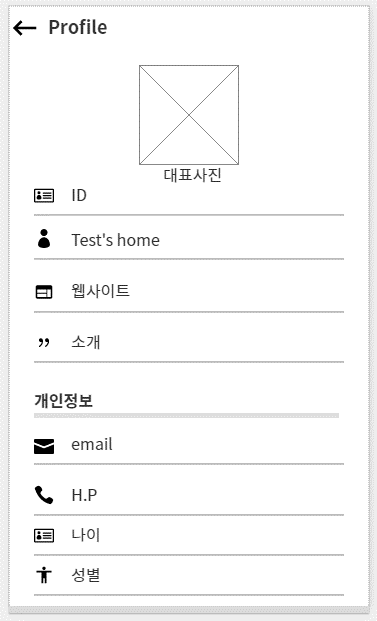 Profile
대표사진
ID
Test's home
웹사이트
소개
개인정보
email
H.P
나이
성별